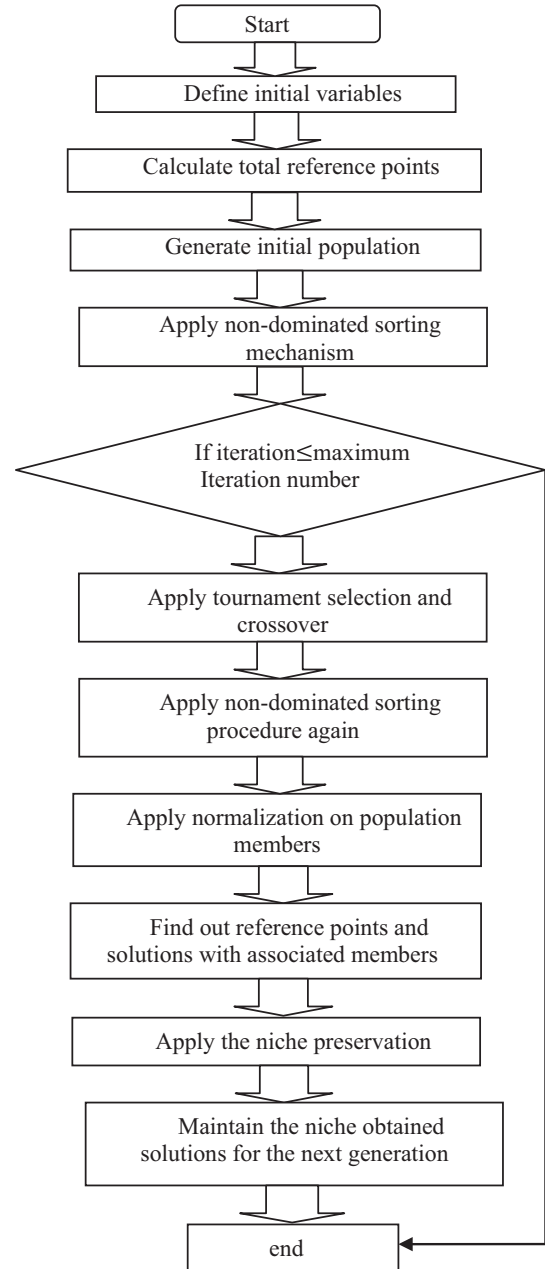 Start
Define initial variables
Calculate total reference points
Generate initial population
Apply non-dominated sorting
mechanism
If iteration≤maximum
Iteration number
Apply tournament selection and
crossover
Apply non-dominated sorting
procedure again
Apply normalization on population
members
Find out reference points and
solutions with associated members
Apply the niche preservation
Maintain the niche obtained
solutions for the next generation
end